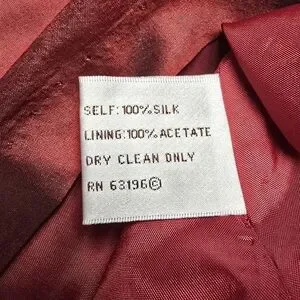 SELF: 100% SILK
LINING: 100% ACETATE
DRY CLEAN ONLY
RN 63196©